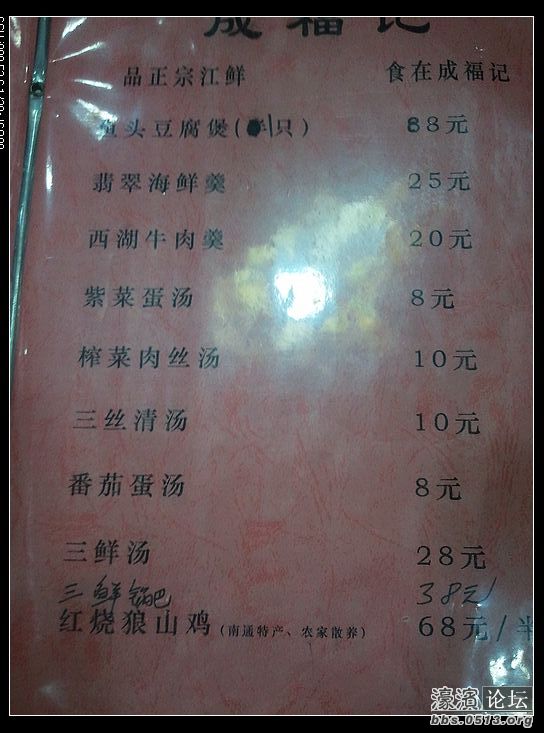 成福记
品正宗江鲜 食在成福记
鱼头豆腐煲(只) 68元
翡翠海鲜羹 25元
西湖牛肉羹 20元
紫菜蛋汤 8元
榨菜肉丝汤 10元
三丝清汤 10元
番茄蛋汤 8元
三鲜汤 28元
三鲜锅巴 38元
红烧狼山鸡(南通特产、农家散养) 68元/半
濠滨论坛
bbs.0513.org